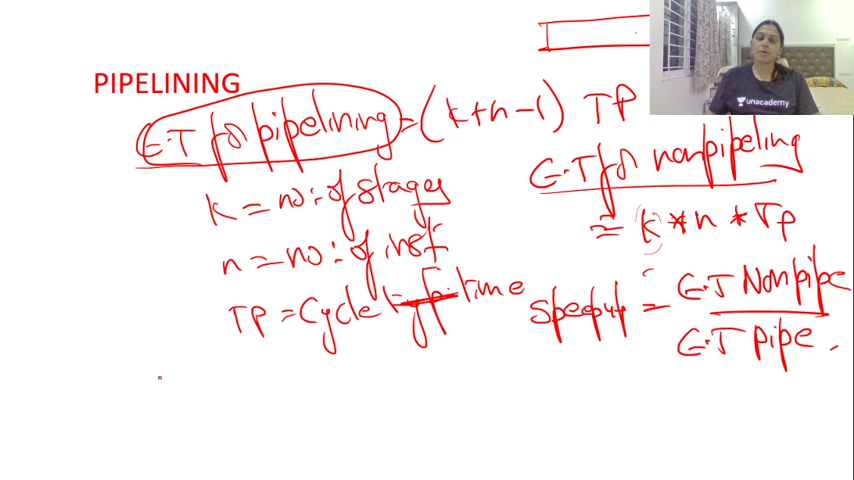 PIPELINING
E.T for pipelining = (k+n-1) TP
k = no: of stages
n = no: of inst
TP = Cycle time
E.T for nonpipeling
= k * n * Tp
Speedup = E.T Nonpipe
E.T pipe
unacademy